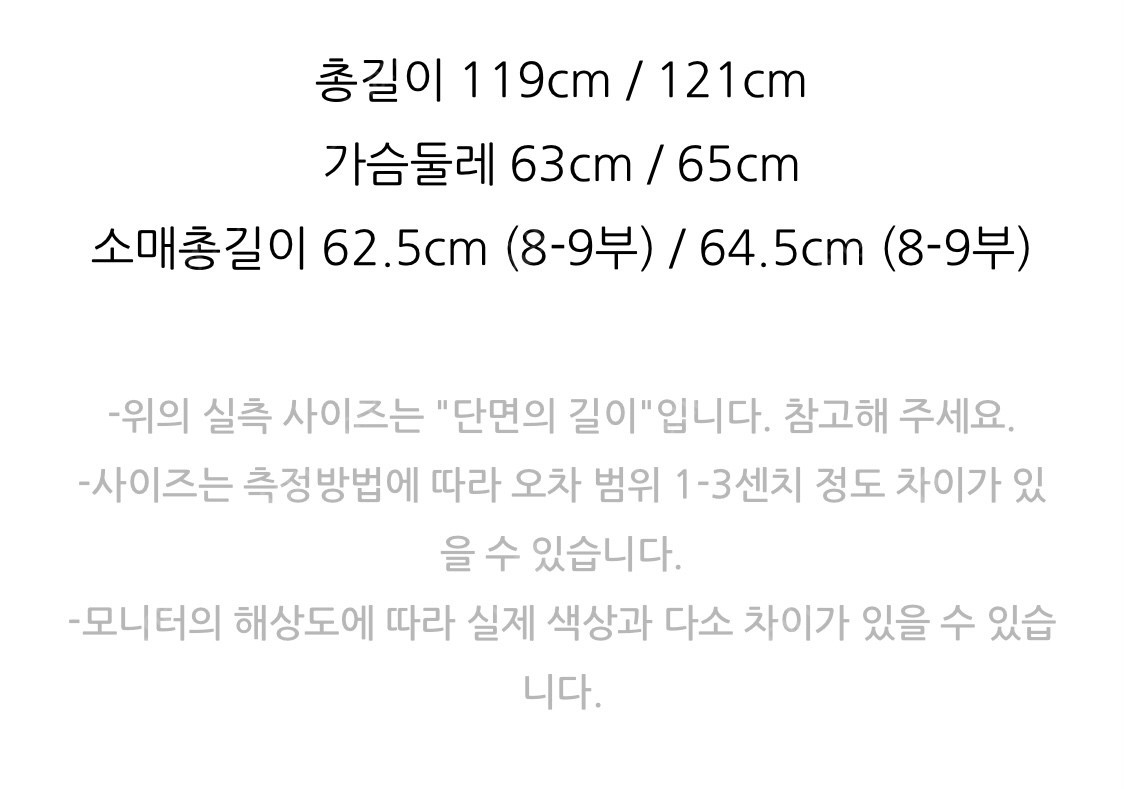 총길이 119cm / 121cm
가슴둘레 63cm / 65cm
소매총길이 62.5cm (8-9부) / 64.5cm (8-9부)
-위의 실측 사이즈는 "단면의 길이"입니다. 참고해 주세요.
-사이즈는 측정방법에 따라 오차 범위 1-3센치 정도 차이가 있
을 수 있습니다.
-모니터의 해상도에 따라 실제 색상과 다소 차이가 있을 수 있습
니다.